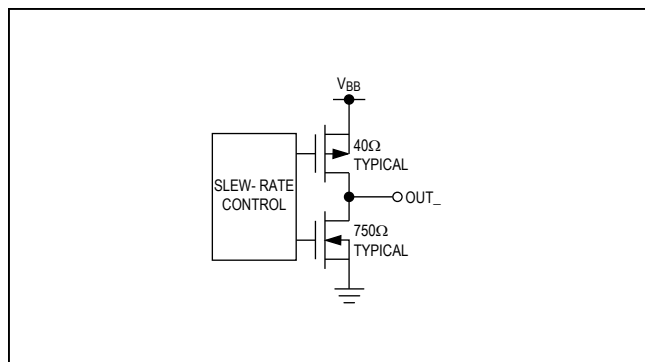 VBB
40Ω
TYPICAL
SLEW- RATE
CONTROL
OUT_
750Ω
TYPICAL